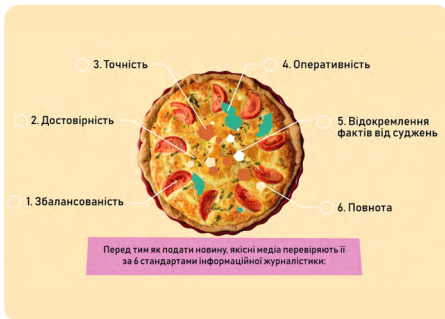 3. Точність
4. Оперативність
2. Достовірність
5. Відокремлення
фактів від суджень
1. Збалансованість
6. Повнота
Перед тим як подати новину, якісні медіа перевіряють її
за 6 стандартами інформаційної журналістики: